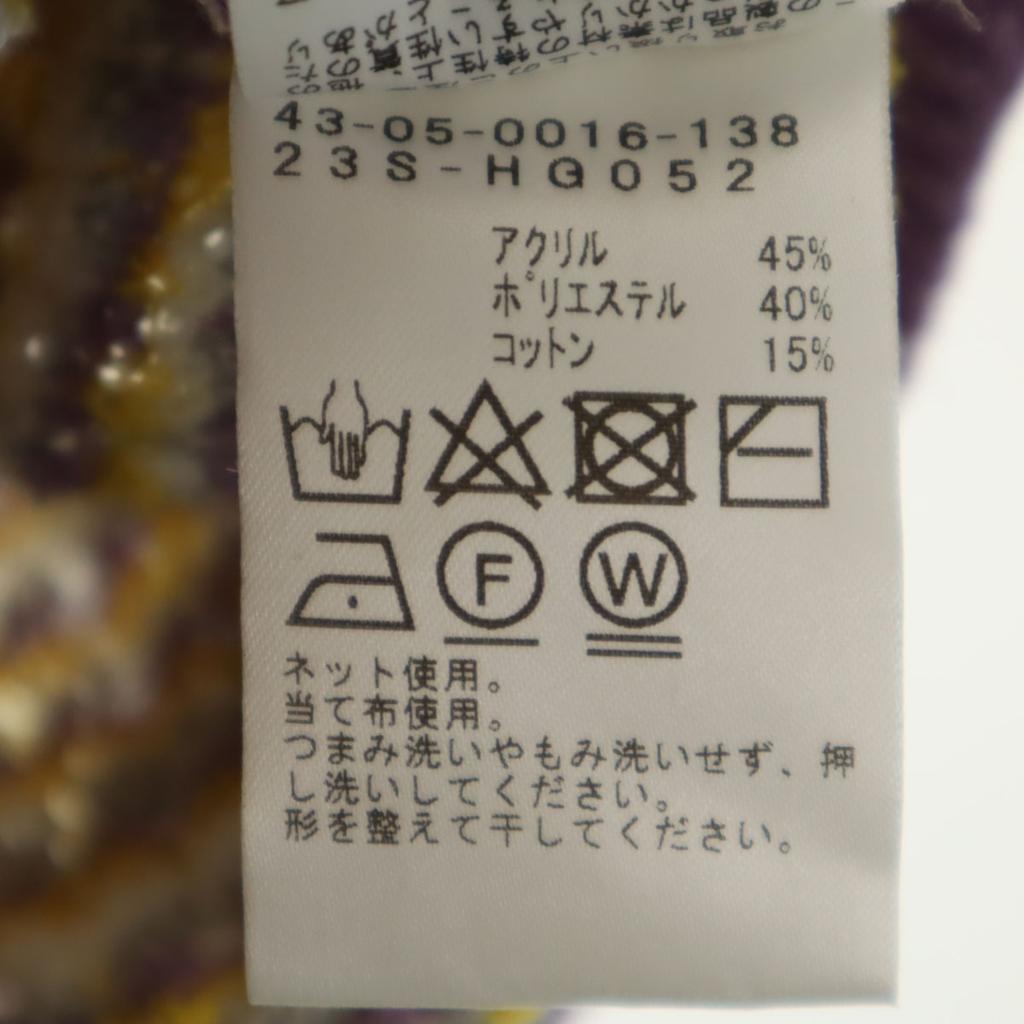 43-05-0016-138
23S-HG052
アクリル 45%
ポリエステル 40%
コットン 15%
F W
ネット使用。
当て布使用。
つまみ洗いやもみ洗いせず、押
し洗いしてください。
形を整えて干してください。